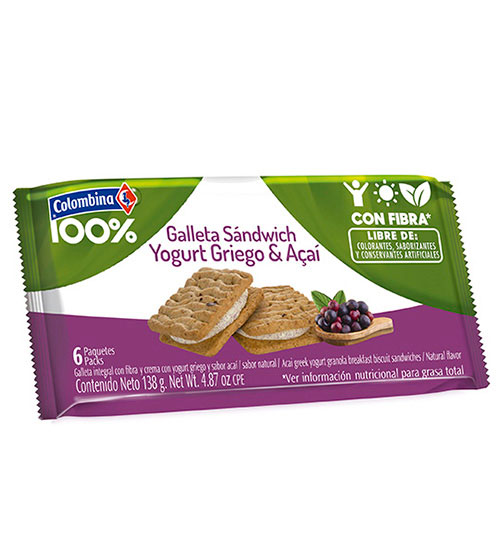 Colombina
100%
Galleta Sándwich
Yogurt Griego & Açaí
CON FIBRA*
LIBRE DE:
COLORANTES, SABORIZANTES
Y CONSERVANTES ARTIFICIALES
6 Paquetes
Packs
Galleta integral con fibra y crema con yogurt griego y sabor acaí / sabor natural / Acai greek yogurt granola breakfast biscuit sandwiches / Natural flavor
Contenido Neto 138 g. Net Wt. 4.87 oz CPE
*Ver información nutricional para grasa total